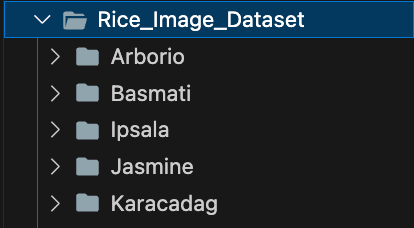 Rice_Image_Dataset
Arborio
Basmati
Ipsala
Jasmine
Karacadag